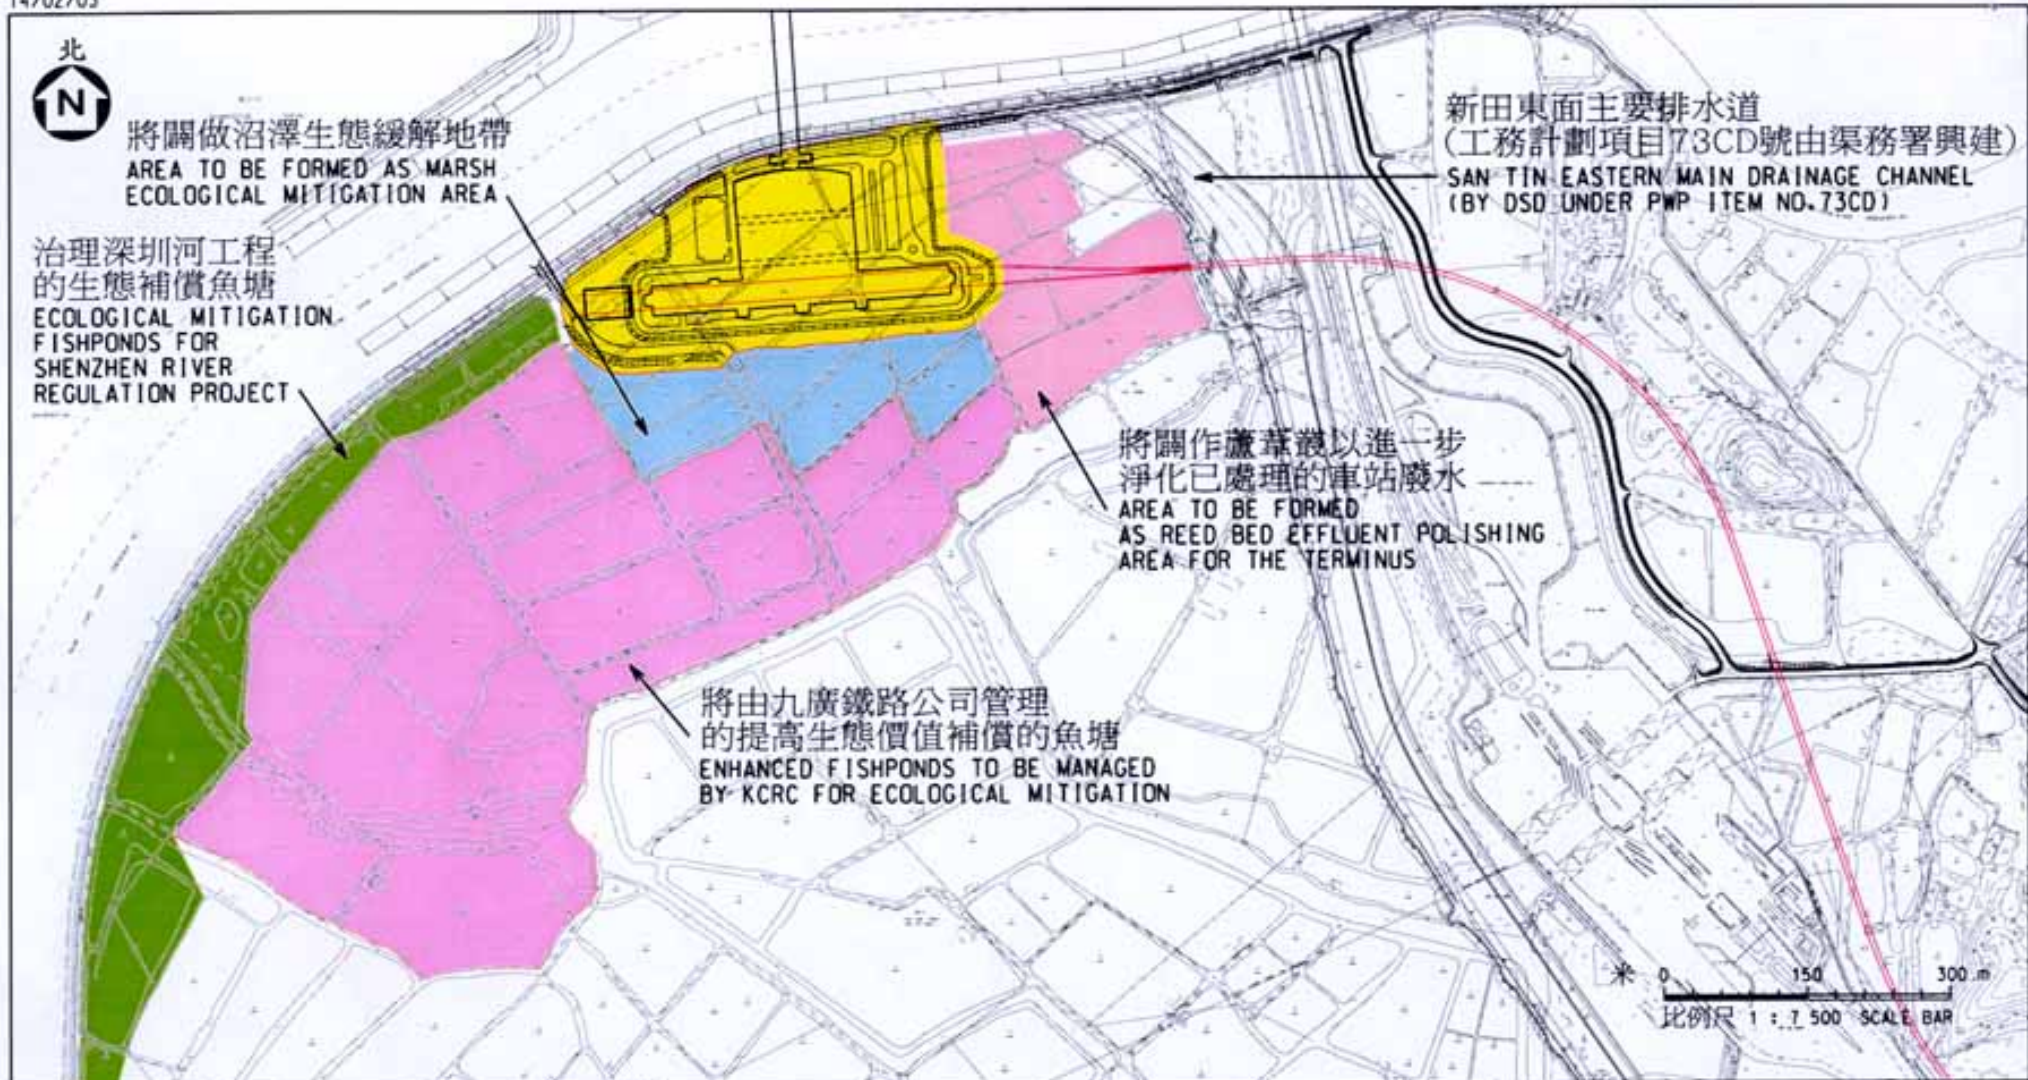 北
N
將闢做沼澤生態緩解地帶
AREA TO BE FORMED AS MARSH
ECOLOGICAL MITIGATION AREA
治理深圳河工程
的生態補償魚塘
ECOLOGICAL MITIGATION
FISHPONDS FOR
SHENZHEN RIVER
REGULATION PROJECT
新田東面主要排水道
(工務計劃項目73CD號由渠務署興建)
SAN TIN EASTERN MAIN DRAINAGE CHANNEL
(BY DSD UNDER PWP ITEM NO.73CD)
將闢作蘆葦叢以進一步
淨化已處理的車站廢水
AREA TO BE FORMED
AS REED BED EFFLUENT POLISHING
AREA FOR THE TERMINUS
將由九廣鐵路公司管理
的提高生態價值補償的魚塘
ENHANCED FISHPONDS TO BE MANAGED
BY KCRC FOR ECOLOGICAL MITIGATION
0 150 300 m
比例尺 1 : 7 500 SCALE BAR